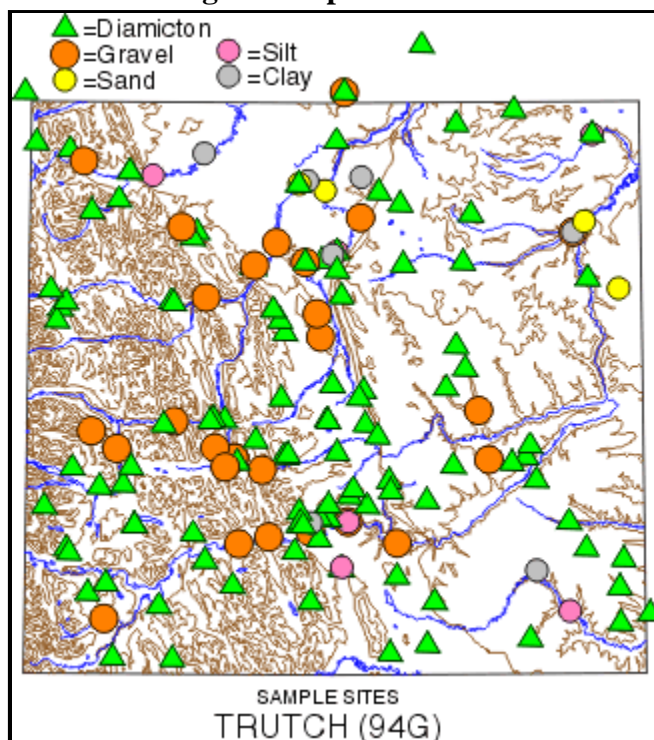 =Diamicton
=Gravel =Silt
=Sand =Clay
SAMPLE SITES
TRUTCH (94G)